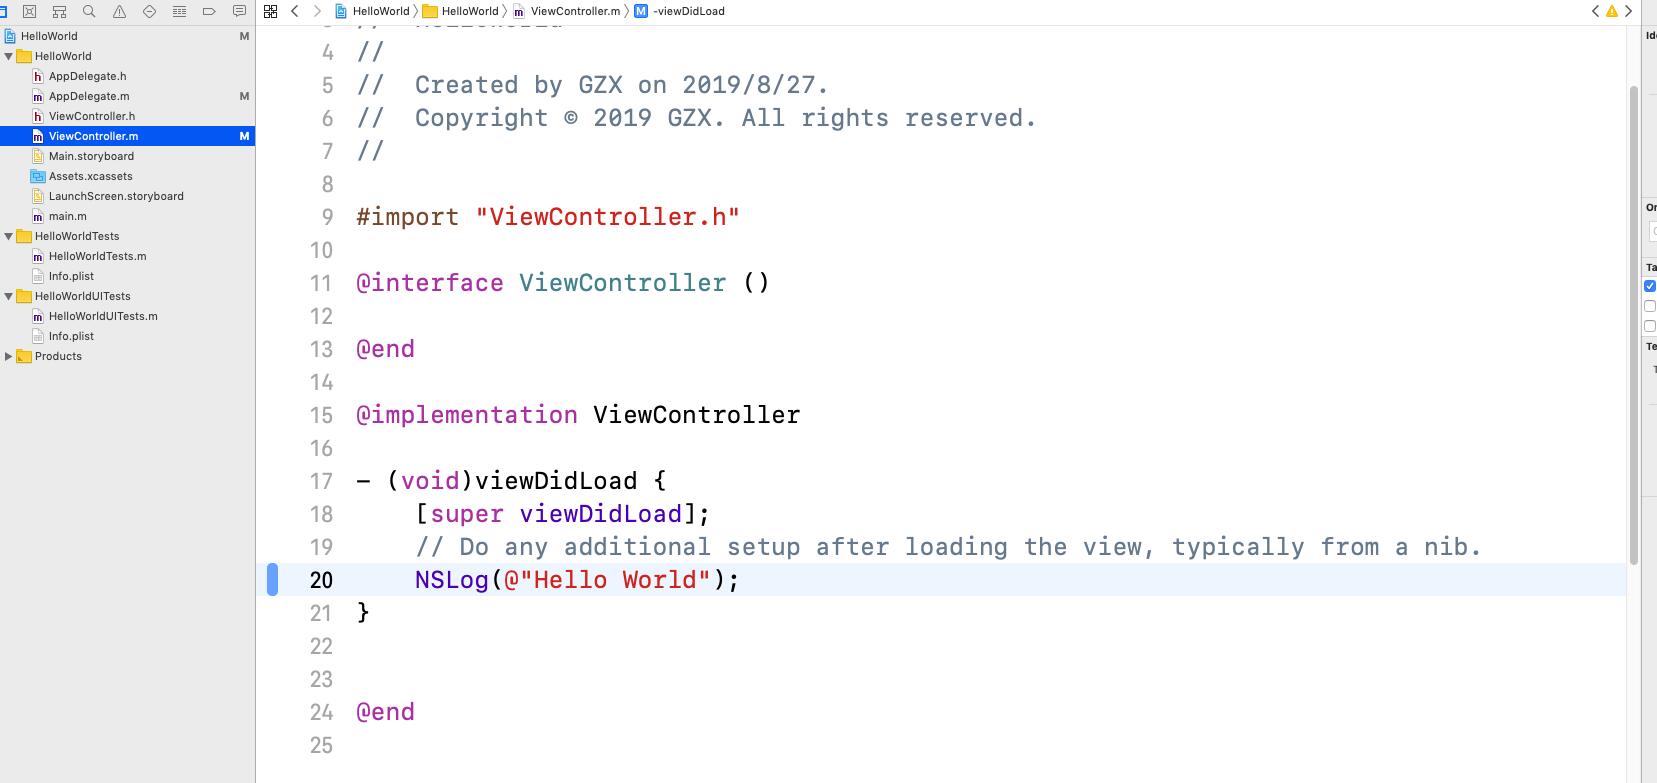 HelloWorld M
HelloWorld
AppDelegate.h
AppDelegate.m M
ViewController.h
ViewController.m M
Main.storyboard
Assets.xcassets
LaunchScreen.storyboard
main.m
HelloWorldTests
HelloWorldTests.m
Info.plist
HelloWorldUITests
HelloWorldUITests.m
Info.plist
Products
HelloWorld HelloWorld ViewController.m M -viewDidLoad
4 //
5 //  Created by GZX on 2019/8/27.
6 //  Copyright © 2019 GZX. All rights reserved.
7 //
8
9 #import "ViewController.h"
10
11 @interface ViewController ()
12
13 @end
14
15 @implementation ViewController
16
17 - (void)viewDidLoad {
18     [super viewDidLoad];
19     // Do any additional setup after loading the view, typically from a nib.
20     NSLog(@"Hello World");
21 }
22
23
24 @end
25